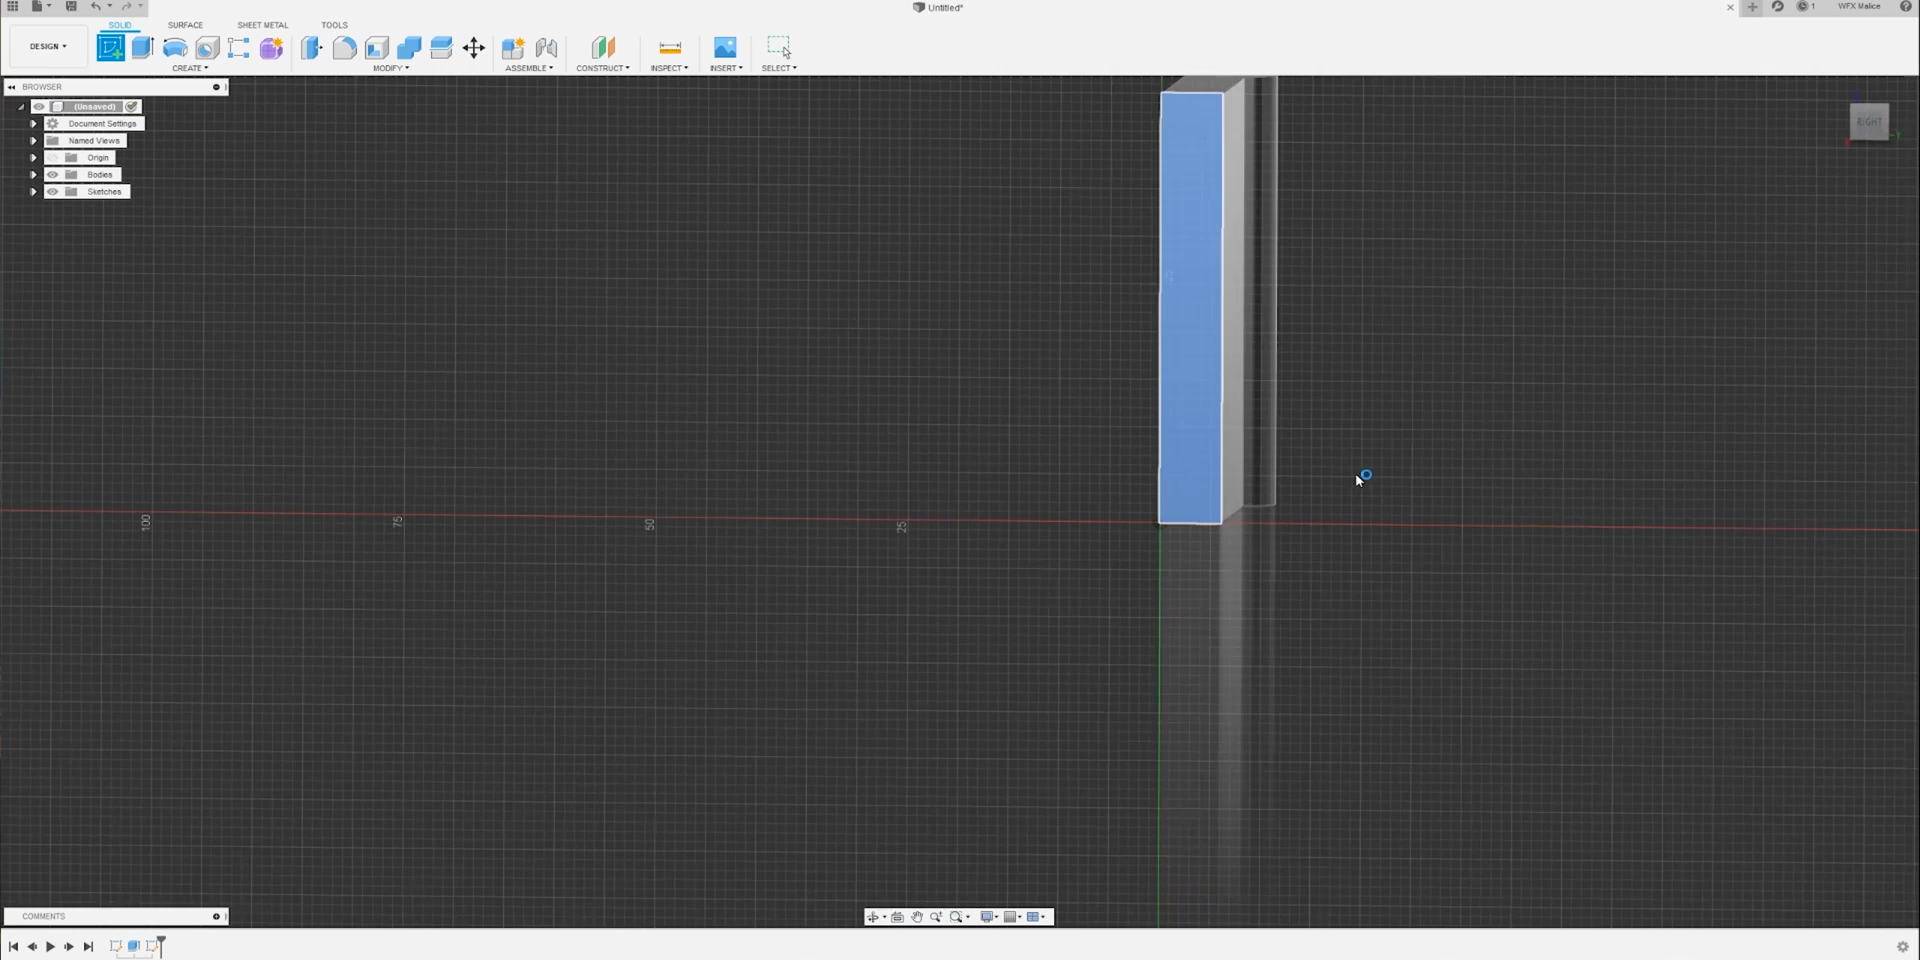 Untitled*
1
WFX Malice
DESIGN
SOLID
SURFACE
SHEET METAL
TOOLS
CREATE
MODIFY
ASSEMBLE
CONSTRUCT
INSPECT
INSERT
SELECT
BROWSER
(Unsaved)
Document Settings
Named Views
Origin
Bodies
Sketches
RIGHT
100
75
50
25
COMMENTS